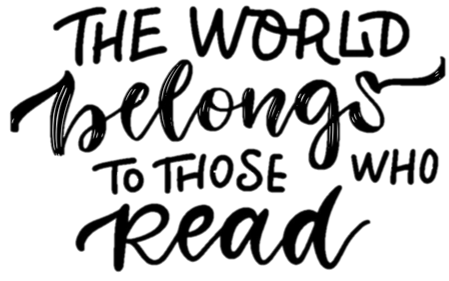 THE WORLD
belongs
TO THOSE WHO
Read